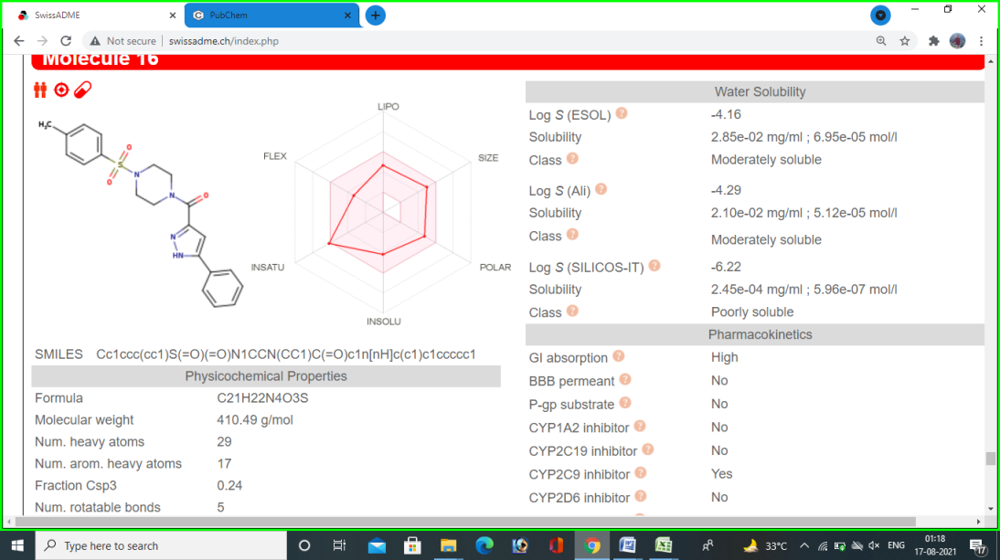 SwissADME
PubChem
Not secure
swissadme.ch/index.php
Molecule 16
H₃C
O
S
O
N
N
O
N
HN
LIPO
FLEX
SIZE
INSATU
POLAR
INSOLU
SMILES Cc1ccc(cc1)S(=O)(=O)N1CCN(CC1)C(=O)c1n[nH]c(c1)c1ccccc1
Physicochemical Properties
Formula C21H22N4O3S
Molecular weight 410.49 g/mol
Num. heavy atoms 29
Num. arom. heavy atoms 17
Fraction Csp3 0.24
Num. rotatable bonds 5
Water Solubility
Log S (ESOL) ? -4.16
Solubility 2.85e-02 mg/ml ; 6.95e-05 mol/l
Class ? Moderately soluble
Log S (Ali) ? -4.29
Solubility 2.10e-02 mg/ml ; 5.12e-05 mol/l
Class ? Moderately soluble
Log S (SILICOS-IT) ? -6.22
Solubility 2.45e-04 mg/ml ; 5.96e-07 mol/l
Class ? Poorly soluble
Pharmacokinetics
GI absorption ? High
BBB permeant ? No
P-gp substrate ? No
CYP1A2 inhibitor ? No
CYP2C19 inhibitor ? No
CYP2C9 inhibitor ? Yes
CYP2D6 inhibitor ? No
Type here to search
33°C
ENG
01:18
17-08-2021
17